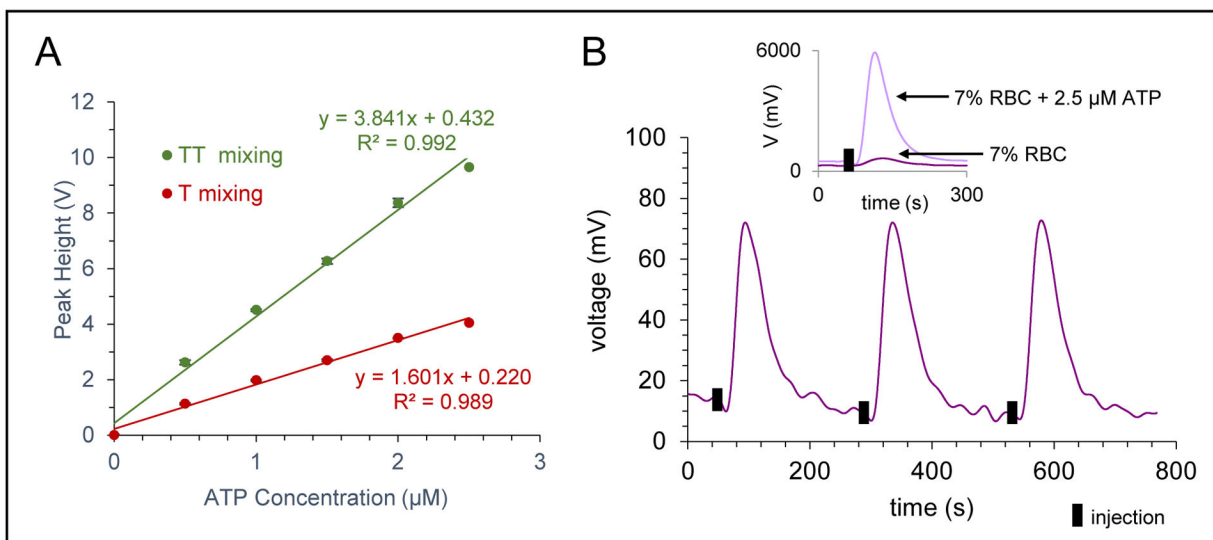 A
12
10
8
6
4
2
0
0
1
2
3
Peak Height (V)
ATP Concentration (µM)
TT mixing
T mixing
y = 3.841x + 0.432
R² = 0.992
y = 1.601x + 0.220
R² = 0.989
B
6000
0
V (mV)
0
300
time (s)
7% RBC + 2.5 µM ATP
7% RBC
100
80
60
40
20
0
voltage (mV)
0
200
400
600
800
time (s)
injection